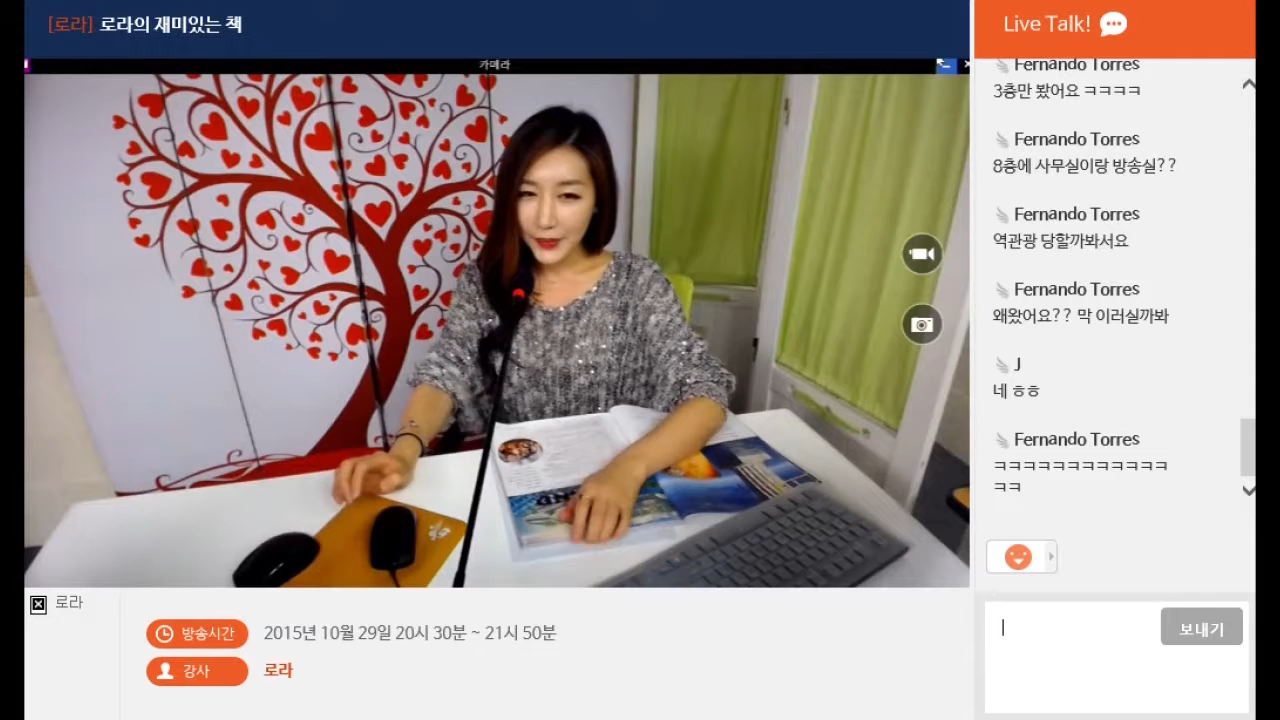 [로라] 로라의 재미있는 책
카메라
Live Talk!
Fernando Torres
3층만 봤어요 ㅋㅋㅋㅋ
Fernando Torres
8층에 사무실이랑 방송실??
Fernando Torres
역관광 당할까봐서요
Fernando Torres
왜왔어요?? 막 이러실까봐
J
네 ㅎㅎ
Fernando Torres
ㅋㅋㅋㅋㅋㅋㅋㅋㅋㅋㅋㅋ
ㅋㅋ
보내기
로라
방송시간 2015년 10월 29일 20시 30분 ~ 21시 50분
강사 로라